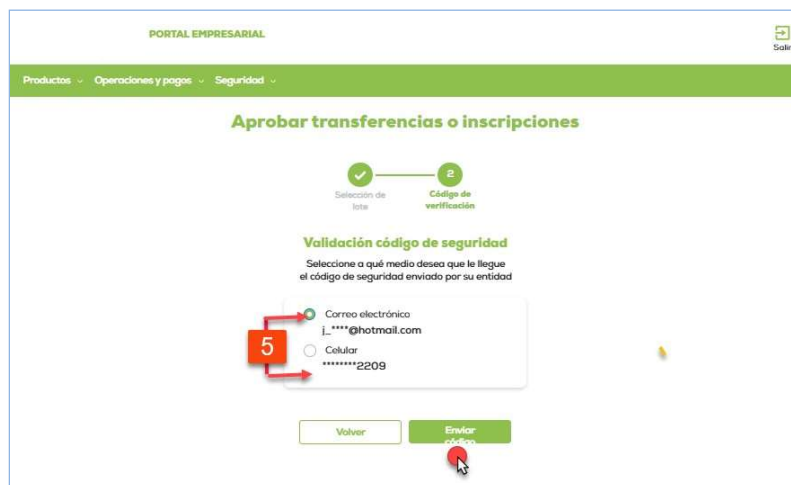 PORTAL EMPRESARIAL
Salir
Productos Operaciones y pagos Seguridad
Aprobar transferencias o inscripciones
2
Selección de
lote
Código de
verificación
Validación código de seguridad
Seleccione a qué medio desea que le llegue
el código de seguridad enviado por su entidad
Correo electrónico
j_****@hotmail.com
5
Celular
********2209
Volver
Enviar
código